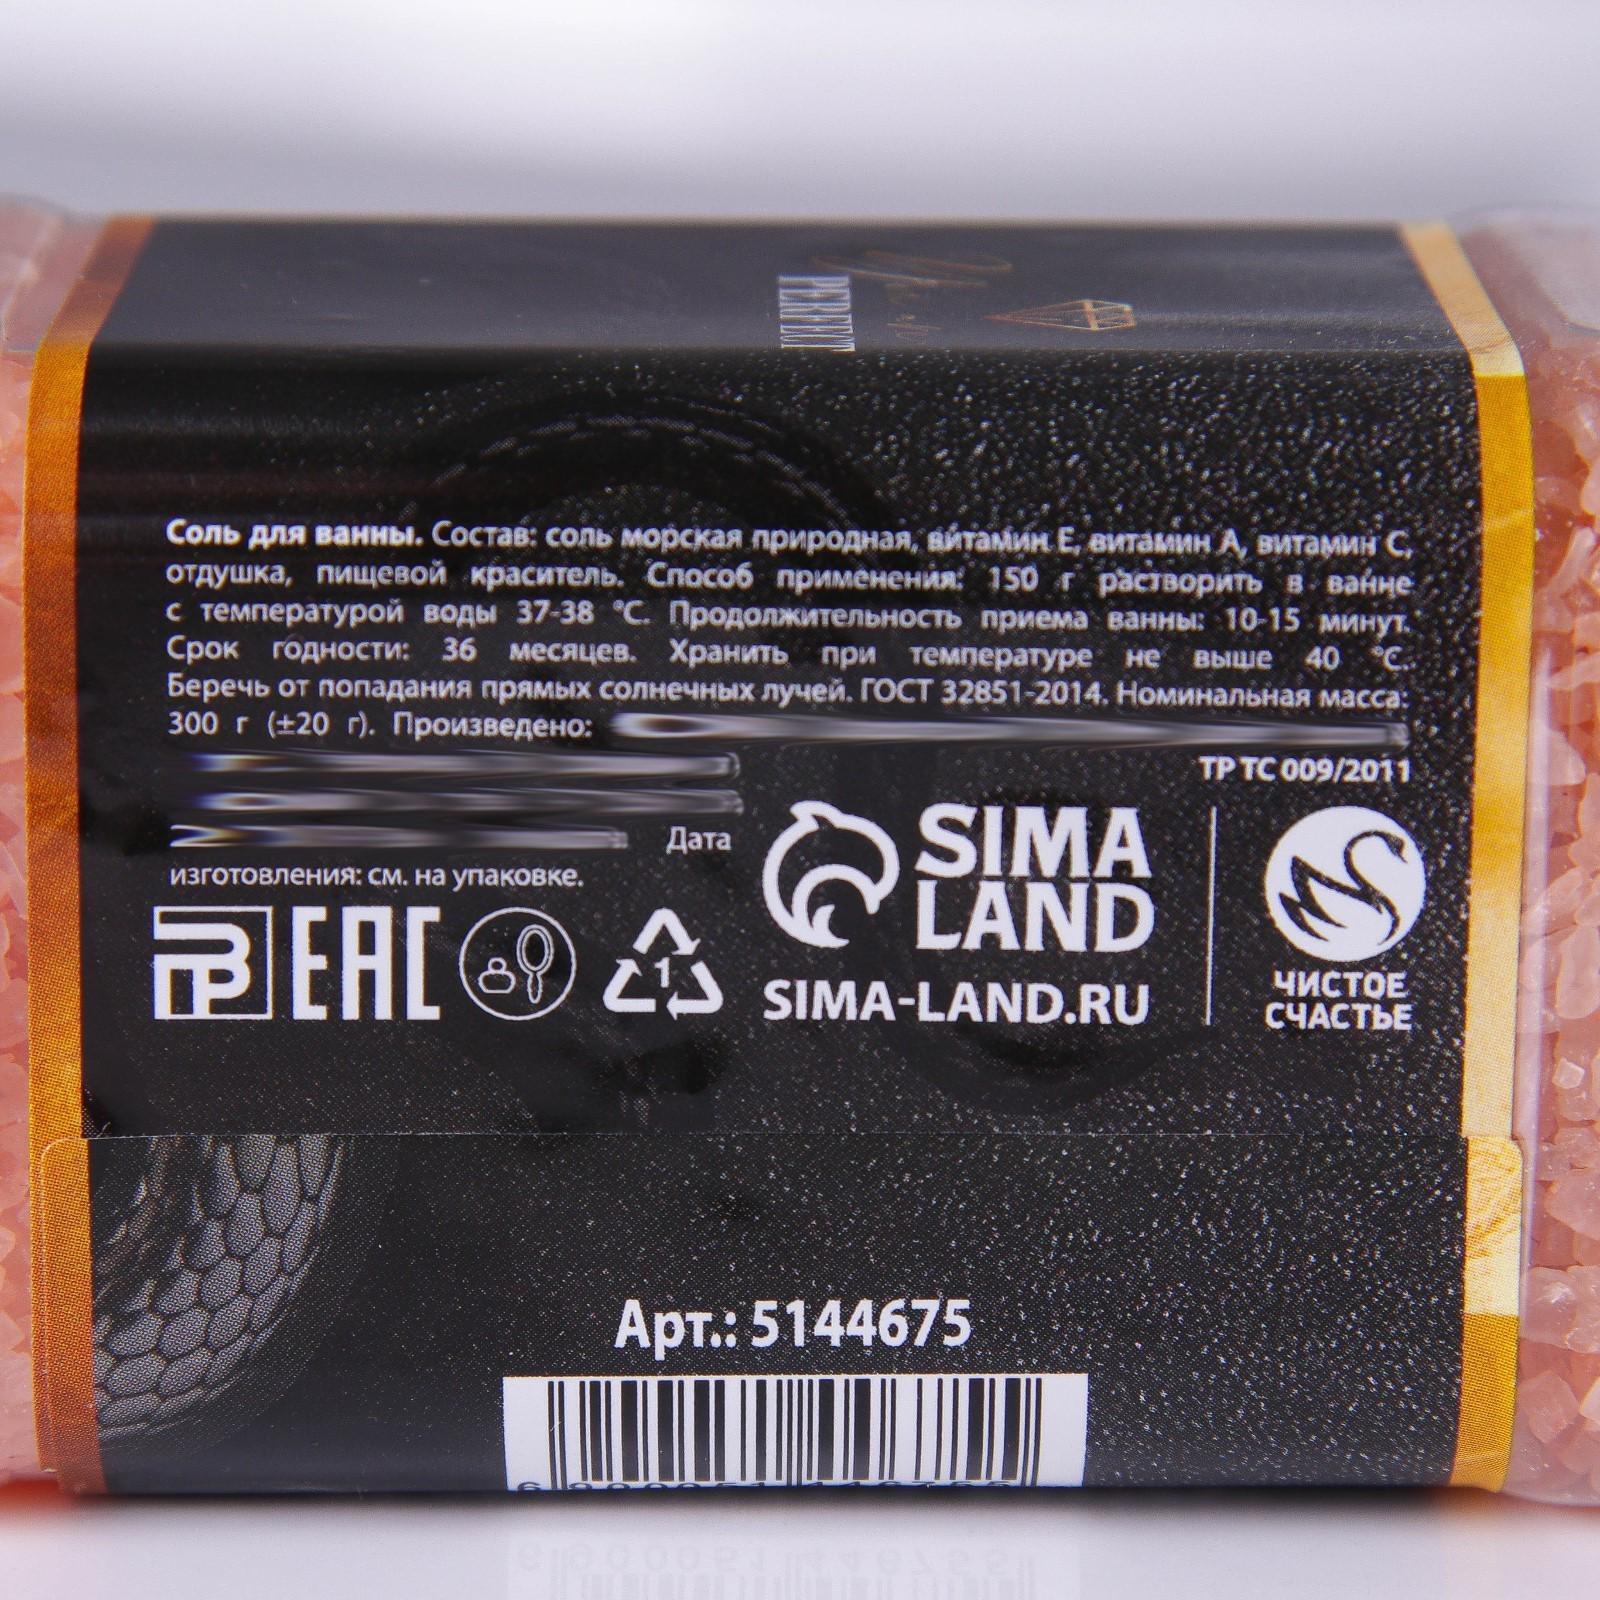 PERFECT
Соль для ванны. Состав: соль морская природная, витамин Е, витамин А, витамин С,
отдушка, пищевой краситель. Способ применения: 150 г растворить в ванне
с температурой воды 37-38 °С. Продолжительность приема ванны: 10-15 минут.
Срок годности: 36 месяцев. Хранить при температуре не выше 40 °С.
Беречь от попадания прямых солнечных лучей. ГОСТ 32851-2014. Номинальная масса:
300 г (±20 г). Произведено:
ТР ТС 009/2011
Дата
изготовления: см. на упаковке.
EAC
1
SIMA
LAND
SIMA-LAND.RU
ЧИСТОЕ
СЧАСТЬЕ
Арт.: 5144675